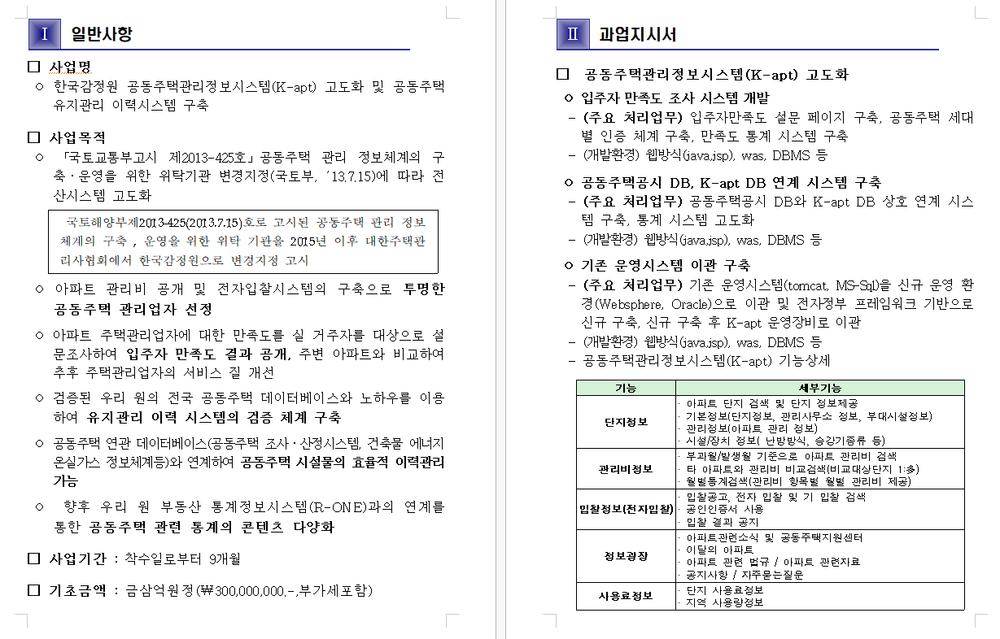 Ⅰ 일반사항
□ 사업명
○ 한국감정원 공동주택관리정보시스템(K-apt) 고도화 및 공동주택
유지관리 이력시스템 구축
□ 사업목적
○ 「국토교통부고시 제2013-425호」공동주택 관리 정보체계의 구
축·운영을 위한 위탁기관 변경지정(국토부, ´13.7.15)에 따라 전
산시스템 고도화
국토해양부제2013-425(2013.7.15)호로 고시된 공동주택 관리 정보
체계의 구축 , 운영을 위한 위탁 기관을 2015년 이후 대한주택관
리사협회에서 한국감정원으로 변경지정 고시
○ 아파트 관리비 공개 및 전자입찰시스템의 구축으로 투명한
공동주택 관리업자 선정
○ 아파트 주택관리업자에 대한 만족도를 실 거주자를 대상으로 설
문조사하여 입주자 만족도 결과 공개, 주변 아파트와 비교하여
추후 주택관리업자의 서비스 질 개선
○ 검증된 우리 원의 전국 공동주택 데이터베이스와 노하우를 이용
하여 유지관리 이력 시스템의 검증 체계 구축
○ 공동주택 연관 데이터베이스(공동주택 조사·산정시스템, 건축물 에너지
온실가스 정보체계등)와 연계하여 공동주택 시설물의 효율적 이력관리
가능
○ 향후 우리 원 부동산 통계정보시스템(R-ONE)과의 연계를
통한 공동주택 관련 통계의 콘텐츠 다양화
□ 사업기간 : 착수일로부터 9개월
□ 기초금액 : 금삼억원정(₩300,000,000.-,부가세포함)
Ⅱ 과업지시서
□ 공동주택관리정보시스템(K-apt) 고도화
○ 입주자 만족도 조사 시스템 개발
- (주요 처리업무) 입주자만족도 설문 페이지 구축, 공동주택 세대
별 인증 체계 구축, 만족도 통계 시스템 구축
- (개발환경) 웹방식(java,jsp), was, DBMS 등
○ 공동주택공시 DB, K-apt DB 연계 시스템 구축
- (주요 처리업무) 공동주택공시 DB와 K-apt DB 상호 연계 시스
템 구축, 통계 시스템 고도화
- (개발환경) 웹방식(java,jsp), was, DBMS 등
○ 기존 운영시스템 이관 구축
- (주요 처리업무) 기존 운영시스템(tomcat, MS-Sql)을 신규 운영 환
경(Websphere, Oracle)으로 이관 및 전자정부 프레임워크 기반으로
신규 구축, 신규 구축 후 K-apt 운영장비로 이관
- (개발환경) 웹방식(java,jsp), was, DBMS 등
- 공동주택관리정보시스템(K-apt) 기능상세
기능 세부기능
단지정보
· 아파트 단지 검색 및 단지 정보제공
· 기본정보(단지정보, 관리사무소 정보, 부대시설정보)
· 관리정보(아파트 관리 정보)
· 시설/장치 정보( 난방방식, 승강기종류 등)
관리비정보
· 부과월/발생월 기준으로 아파트 관리비 검색
· 타 아파트와 관리비 비교검색(비교대상단지 1:多)
· 월별통계검색(관리비 항목별 월별 관리비 제공)
입찰정보(전자입찰)
· 입찰공고, 전자 입찰 및 기 입찰 검색
· 공인인증서 사용
· 입찰 결과 공지
정보광장
· 아파트관련소식 및 공동주택지원센터
· 이달의 아파트
· 아파트 관련 법규 / 아파트 관련자료
· 공지사항 / 자주묻는질문
사용료정보
· 단지 사용료정보
· 지역 사용량정보